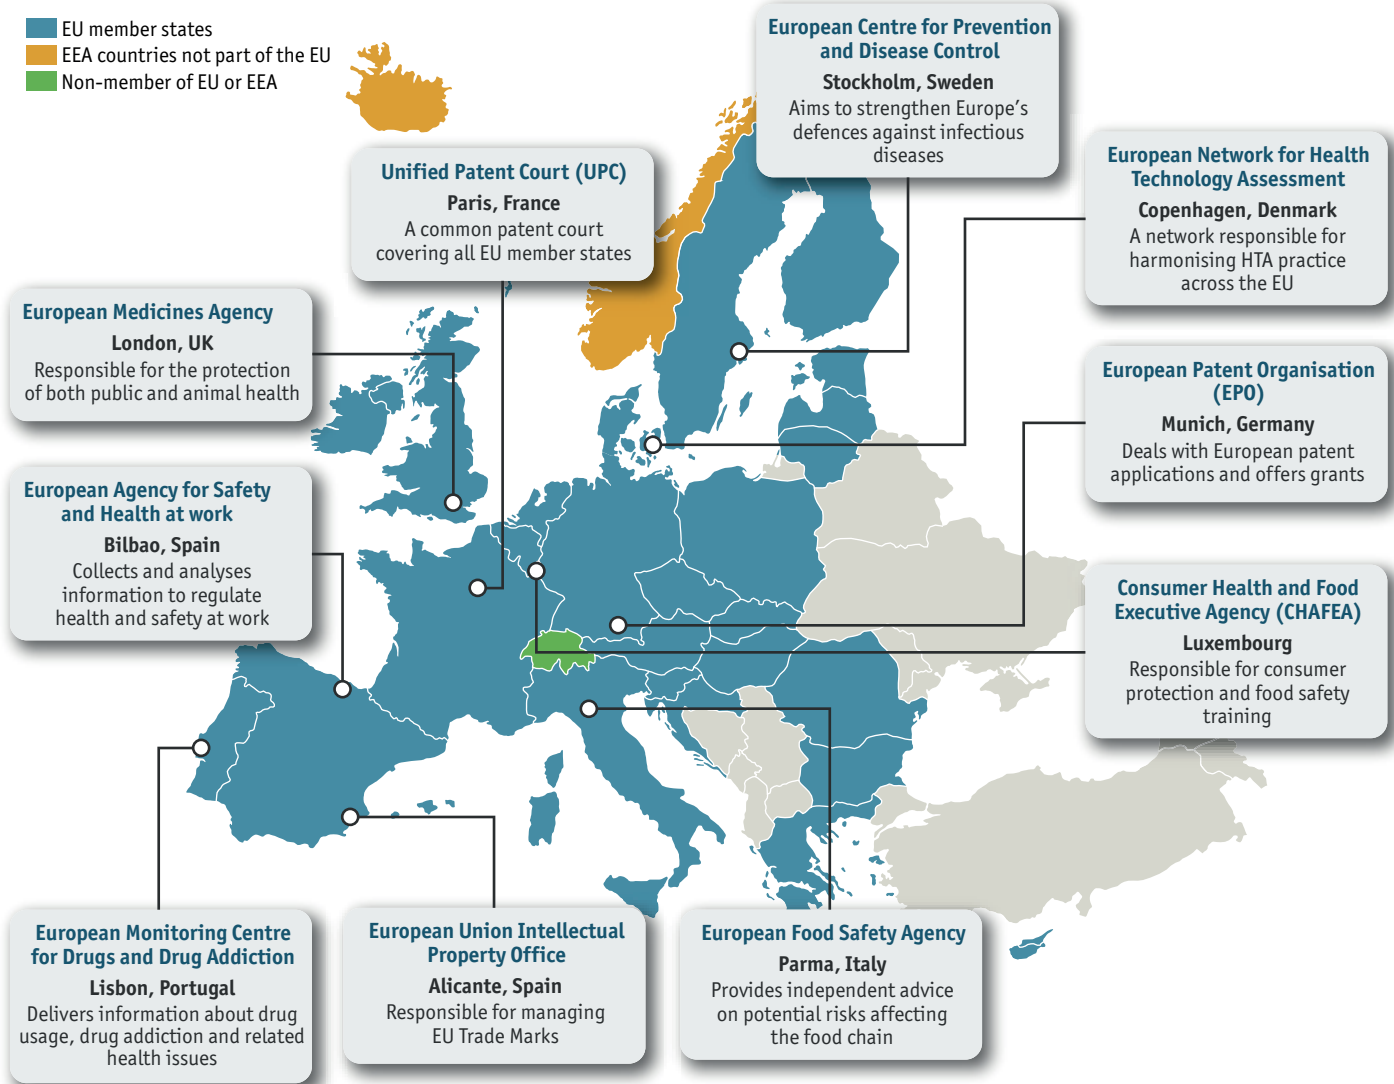 EU member states
EEA countries not part of the EU
Non-member of EU or EEA
European Centre for Prevention
and Disease Control
Stockholm, Sweden
Aims to strengthen Europe's
defences against infectious
diseases
Unified Patent Court (UPC)
Paris, France
A common patent court
covering all EU member states
European Network for Health
Technology Assessment
Copenhagen, Denmark
A network responsible for
harmonising HTA practice
across the EU
European Medicines Agency
London, UK
Responsible for the protection
of both public and animal health
European Patent Organisation
(EPO)
Munich, Germany
Deals with European patent
applications and offers grants
European Agency for Safety
and Health at work
Bilbao, Spain
Collects and analyses
information to regulate
health and safety at work
Consumer Health and Food
Executive Agency (CHAFEA)
Luxembourg
Responsible for consumer
protection and food safety
training
European Monitoring Centre
for Drugs and Drug Addiction
Lisbon, Portugal
Delivers information about drug
usage, drug addiction and related
health issues
European Union Intellectual
Property Office
Alicante, Spain
Responsible for managing
EU Trade Marks
European Food Safety Agency
Parma, Italy
Provides independent advice
on potential risks affecting
the food chain